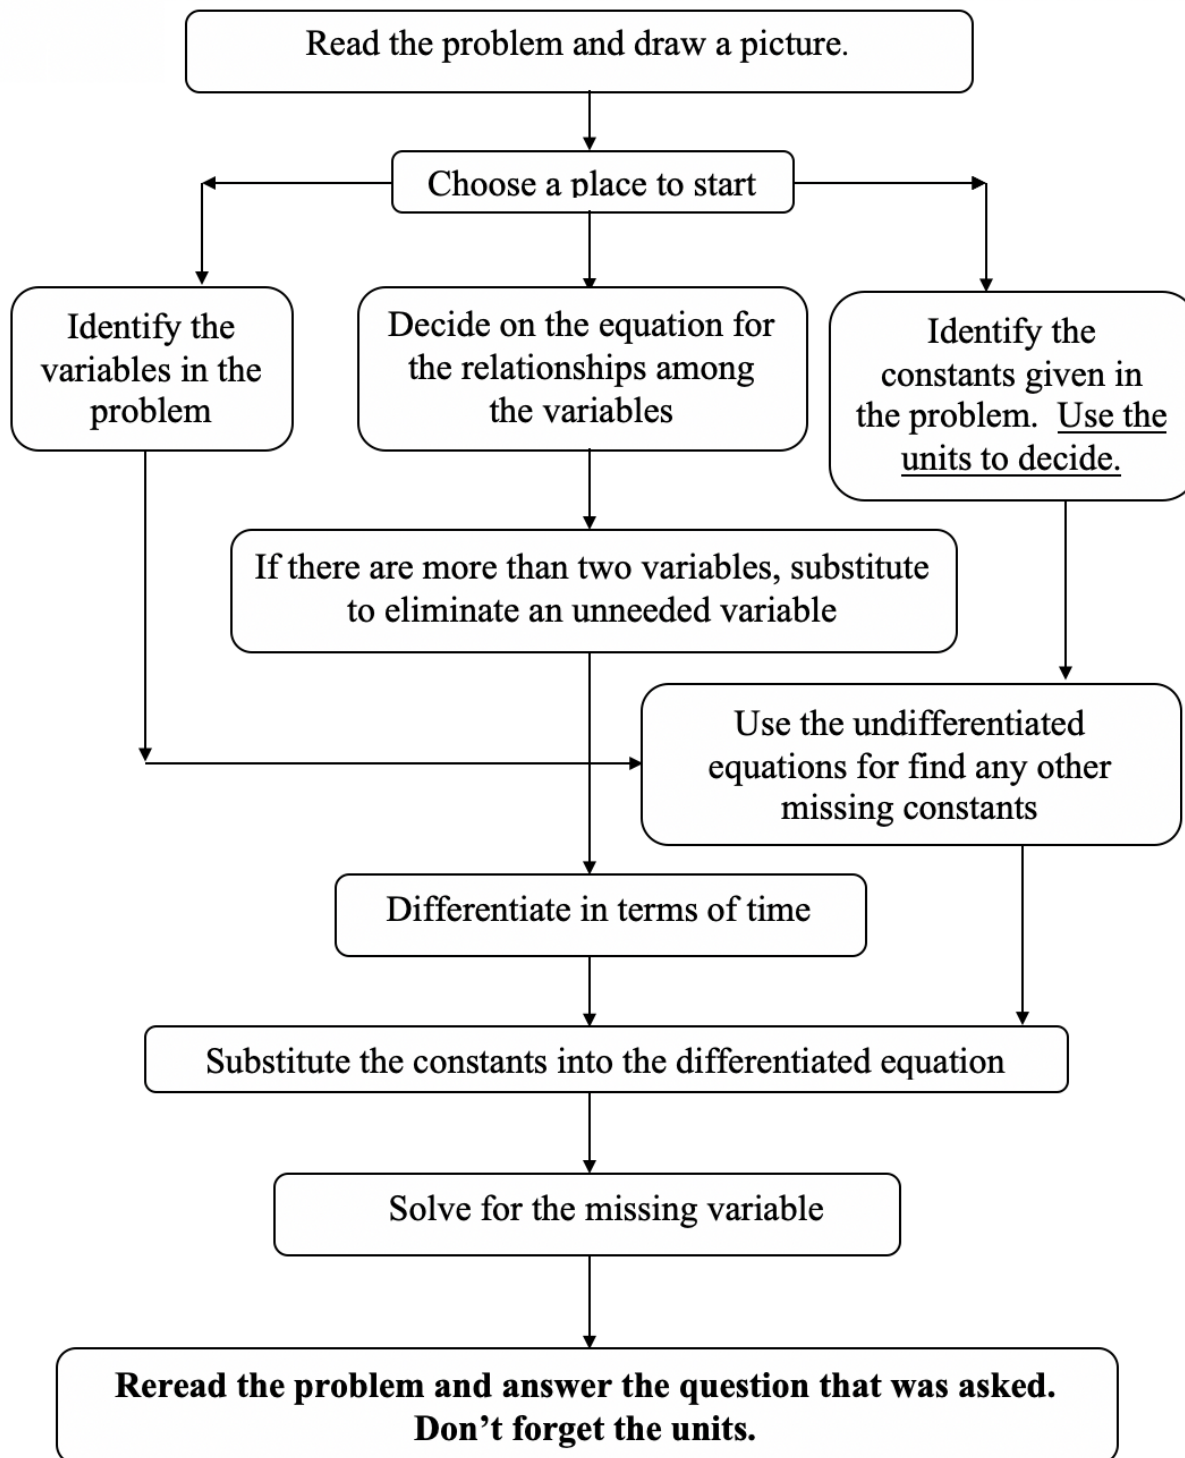 Read the problem and draw a picture.
Choose a place to start
Identify the
variables in the
problem
Decide on the equation for
the relationships among
the variables
Identify the
constants given in
the problem.  Use the
units to decide.
If there are more than two variables, substitute
to eliminate an unneeded variable
Use the undifferentiated
equations for find any other
missing constants
Differentiate in terms of time
Substitute the constants into the differentiated equation
Solve for the missing variable
Reread the problem and answer the question that was asked.
Don’t forget the units.